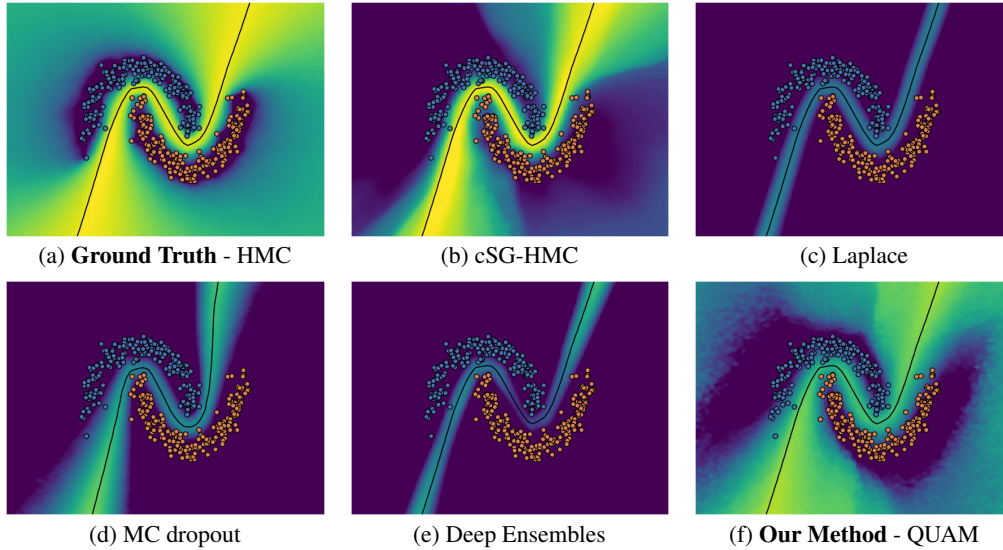 (a) Ground Truth - HMC
(b) cSG-HMC
(c) Laplace
(d) MC dropout
(e) Deep Ensembles
(f) Our Method - QUAM